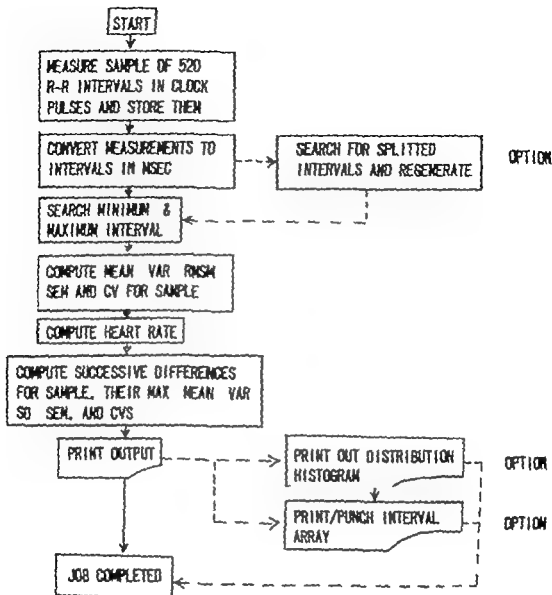 START
MEASURE SAMPLE OF 520
R-R INTERVALS IN CLOCK
PULSES AND STORE THEM
CONVERT MEASUREMENTS TO
INTERVALS IN MSEC
SEARCH FOR SPLITTED
INTERVALS AND REGENERATE
OPTION
SEARCH MINIMUM &
MAXIMUM INTERVAL
COMPUTE MEAN VAR RMSM
SEM AND CV FOR SAMPLE
COMPUTE HEART RATE
COMPUTE SUCCESSIVE DIFFERENCES
FOR SAMPLE, THEIR MAX MEAN VAR
SD SEM, AND CVS
PRINT OUTPUT
PRINT OUT DISTRIBUTION
HISTOGRAM
OPTION
PRINT/PUNCH INTERVAL
ARRAY
OPTION
JOB COMPLETED